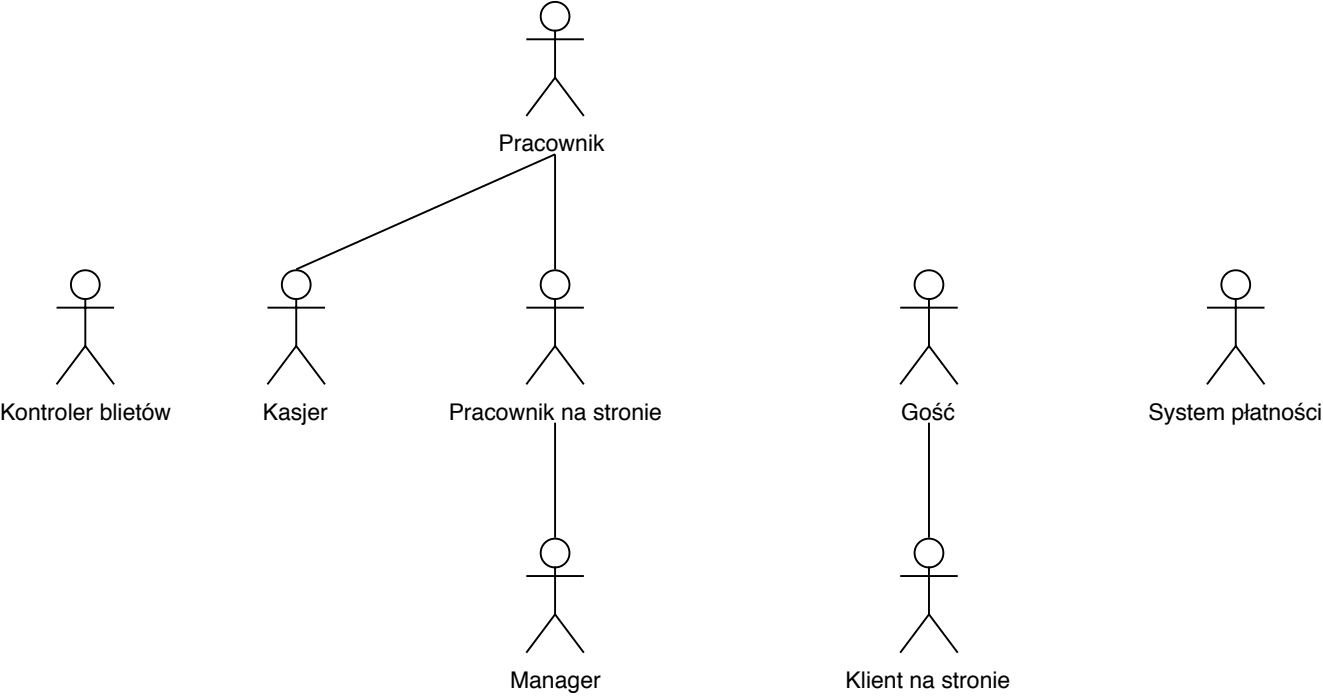 Pracownik
Kontroler blietów
Kasjer
Pracownik na stronie
Gość
System płatności
Manager
Klient na stronie